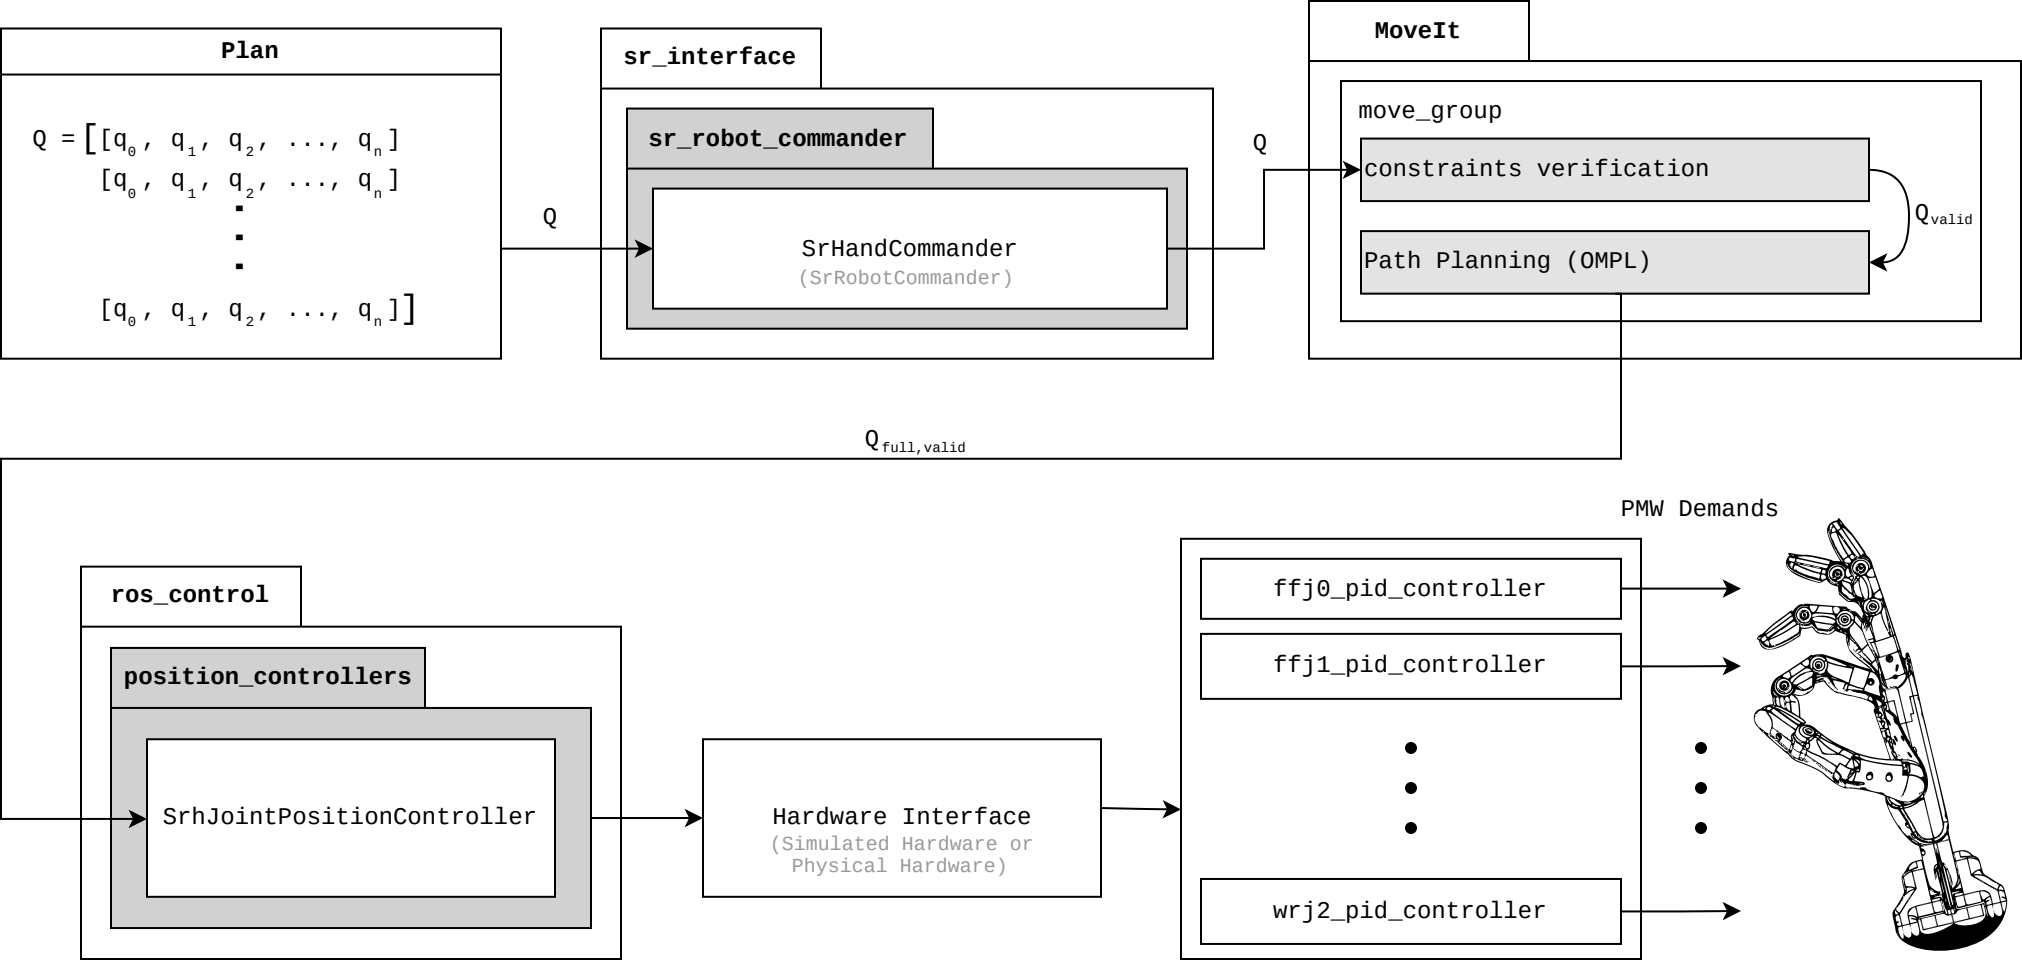 Plan
Q = [[q0, q1, q2, ..., qn]
[q0, q1, q2, ..., qn]
[q0, q1, q2, ..., qn]]
Q
sr_interface
sr_robot_commander
SrHandCommander
(SrRobotCommander)
Q
MoveIt
move_group
constraints verification
Qvalid
Path Planning (OMPL)
Qfull,valid
ros_control
position_controllers
SrhJointPositionController
Hardware Interface
(Simulated Hardware or
Physical Hardware)
PMW Demands
ffj0_pid_controller
ffj1_pid_controller
wrj2_pid_controller